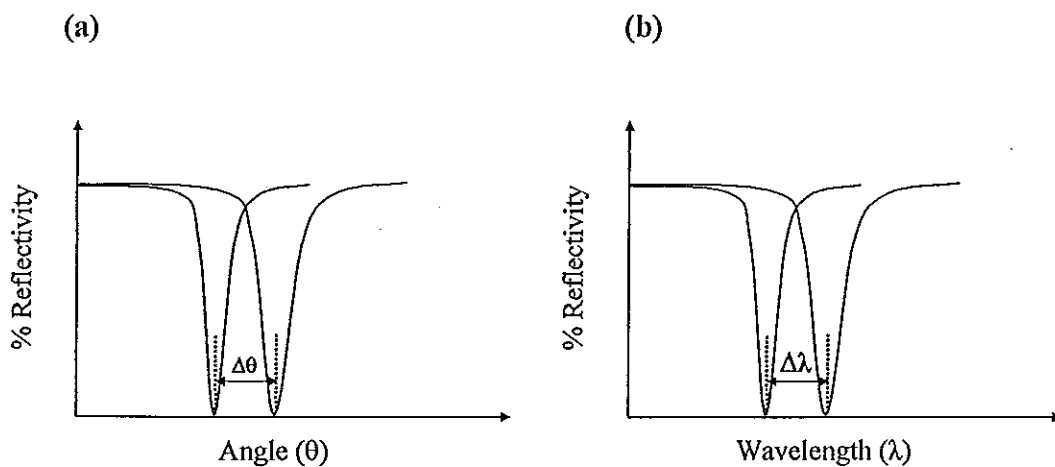 (a)
(b)
% Reflectivity
Δθ
Angle (θ)
% Reflectivity
Δλ
Wavelength (λ)